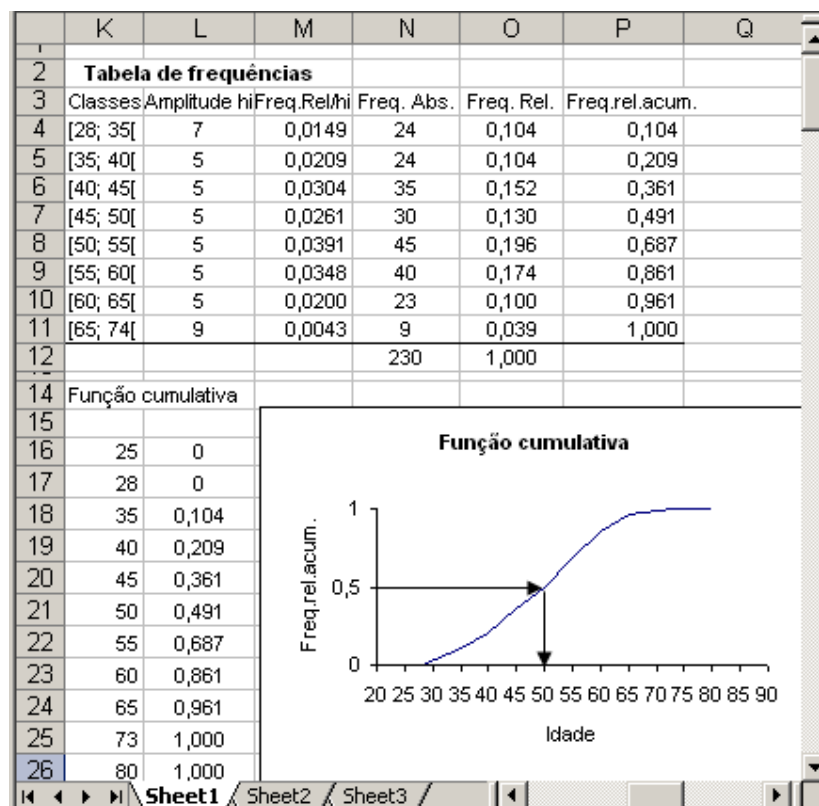 K L M N O P Q
2 Tabela de frequências
3 Classes Amplitude hi Freq.Rel/hi Freq. Abs. Freq. Rel. Freq.rel.acum.
4 [28; 35[ 7 0,0149 24 0,104 0,104
5 [35; 40[ 5 0,0209 24 0,104 0,209
6 [40; 45[ 5 0,0304 35 0,152 0,361
7 [45; 50[ 5 0,0261 30 0,130 0,491
8 [50; 55[ 5 0,0391 45 0,196 0,687
9 [55; 60[ 5 0,0348 40 0,174 0,861
10 [60; 65[ 5 0,0200 23 0,100 0,961
11 [65; 74[ 9 0,0043 9 0,039 1,000
12 230 1,000
14 Função cumulativa
15
16 25 0
17 28 0
18 35 0,104
19 40 0,209
20 45 0,361
21 50 0,491
22 55 0,687
23 60 0,861
24 65 0,961
25 73 1,000
26 80 1,000
Função cumulativa
Freq.rel.acum.
1
0,5
0
20 25 30 35 40 45 50 55 60 65 70 75 80 85 90
Idade
Sheet1 Sheet2 Sheet3